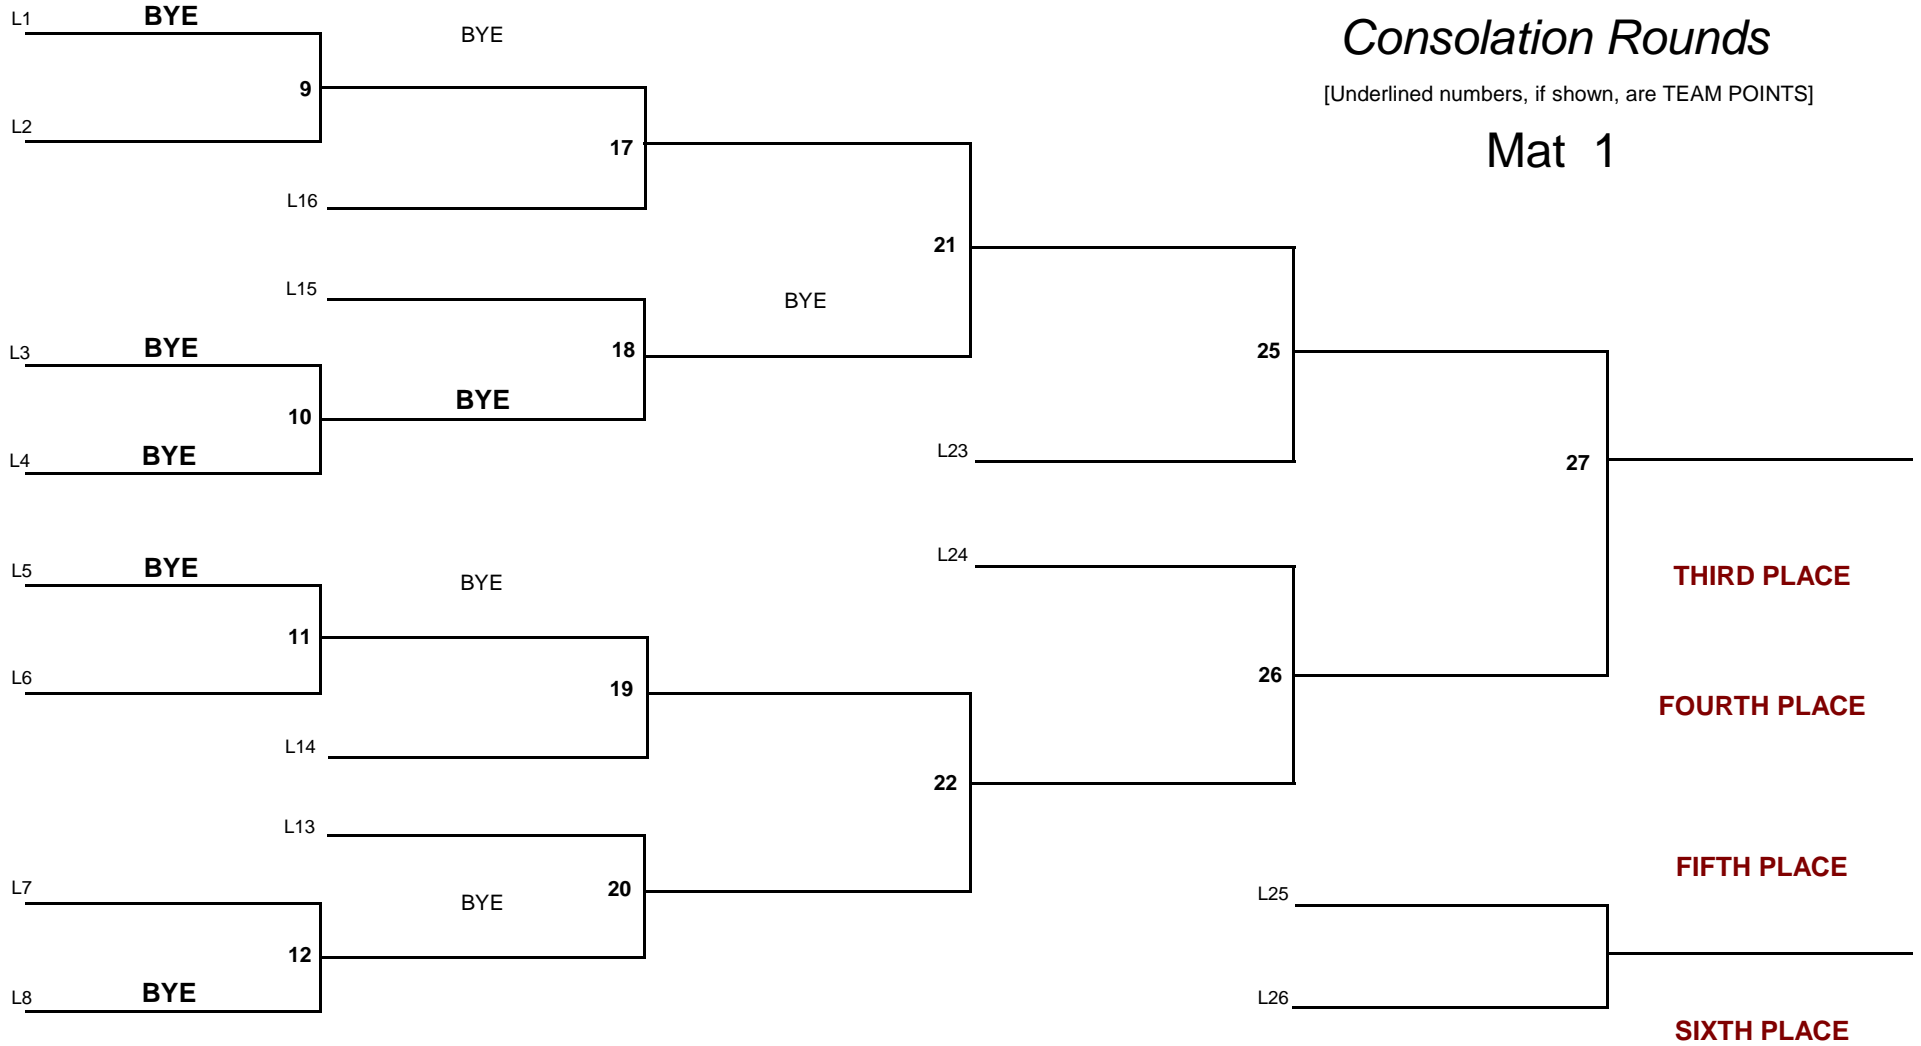 L1 BYE
BYE
Consolation Rounds
9
[Underlined numbers, if shown, are TEAM POINTS]
L2
17
Mat 1
L16
21
L15
BYE
L3 BYE
18
25
BYE
10
L4 BYE
L23
27
L24
L5 BYE
BYE
THIRD PLACE
11
L6
19
26
FOURTH PLACE
L14
22
L13
FIFTH PLACE
L7
20
L25
BYE
12
L8 BYE
L26
SIXTH PLACE